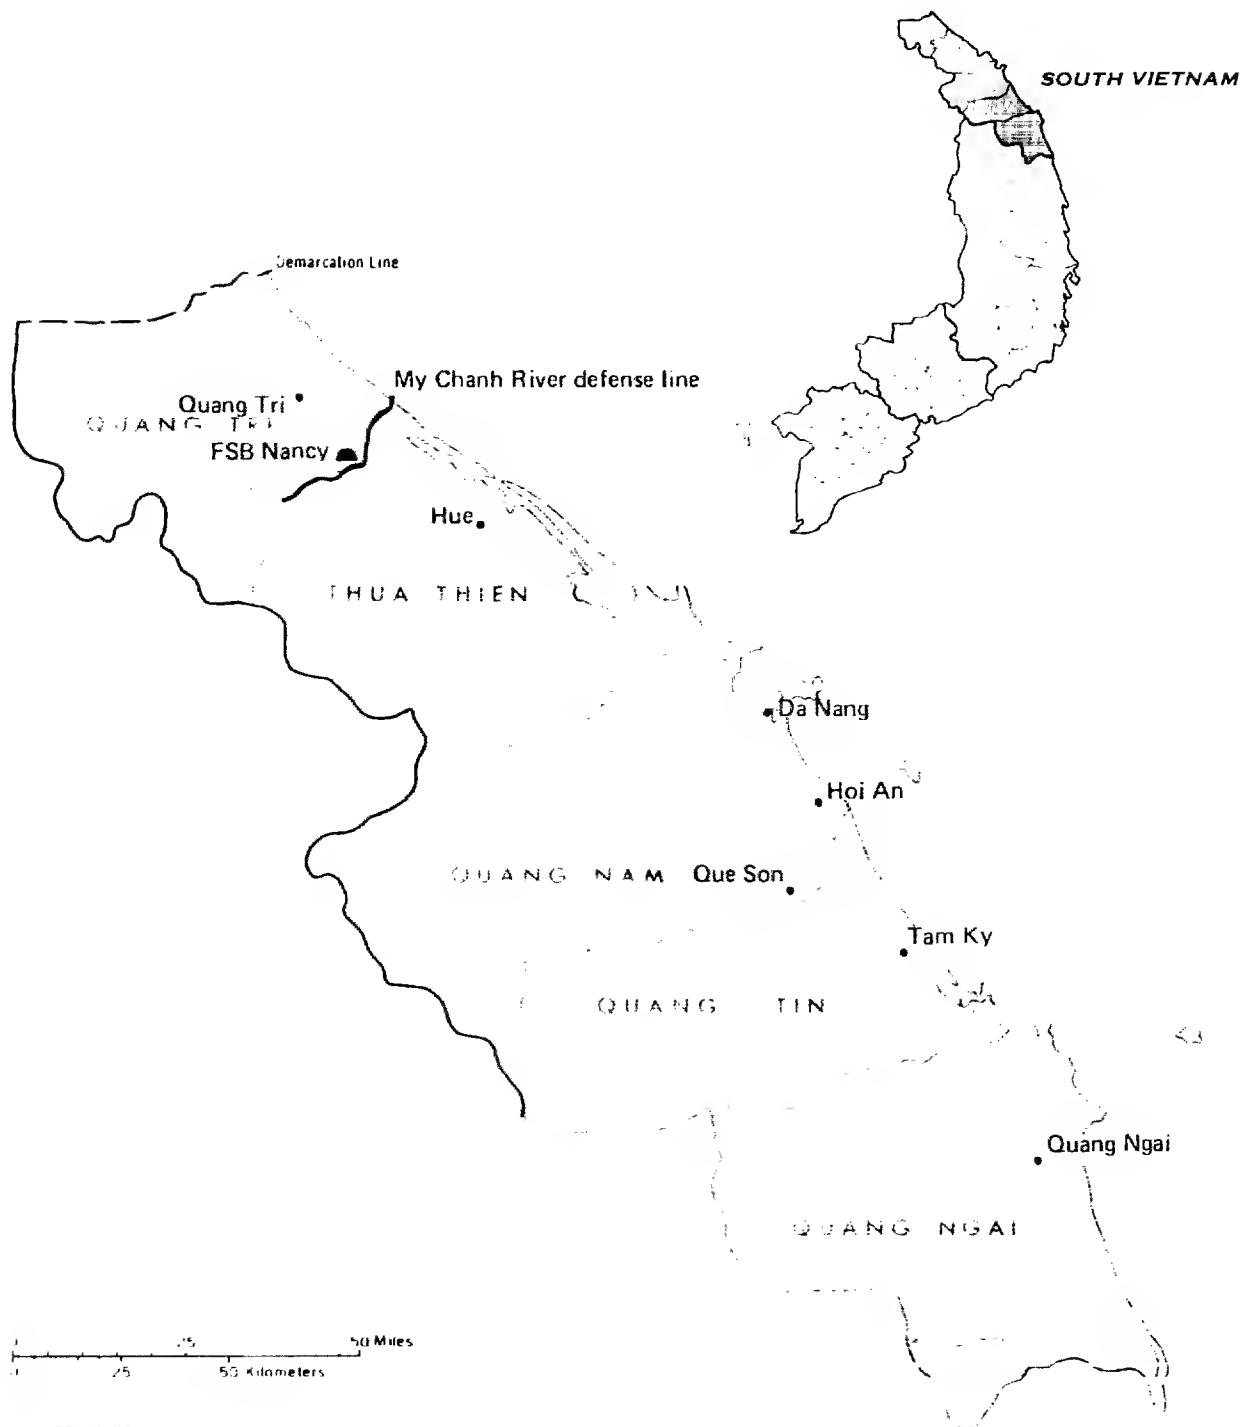 SOUTH VIETNAM
Demarcation Line
My Chanh River defense line
Quang Tri
QUANG TRI
FSB Nancy
Hue
THUA THIEN
Da Nang
Hoi An
QUANG NAM
Que Son
Tam Ky
QUANG TIN
Quang Ngai
QUANG NGAI
0 25 50 Miles
0 25 50 Kilometers